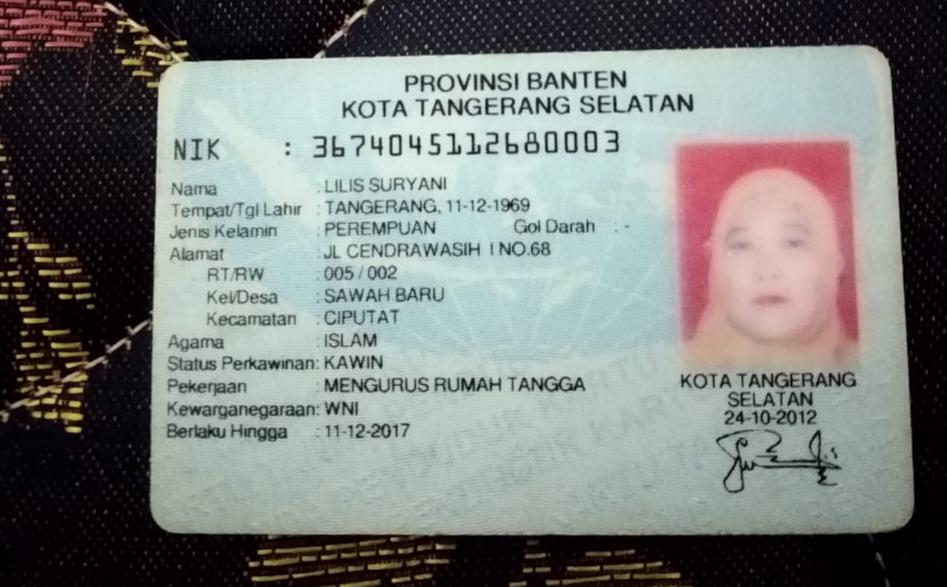 PROVINSI BANTEN
KOTA TANGERANG SELATAN
NIK : 3674045112680003
Nama : LILIS SURYANI
Tempat/Tgl Lahir : TANGERANG, 11-12-1969
Jenis Kelamin : PEREMPUAN Gol Darah : -
Alamat : JL CENDRAWASIH I NO.68
RT/RW : 005 / 002
Kel/Desa : SAWAH BARU
Kecamatan : CIPUTAT
Agama : ISLAM
Status Perkawinan: KAWIN
Pekerjaan : MENGURUS RUMAH TANGGA
Kewarganegaraan: WNI
Berlaku Hingga : 11-12-2017
KOTA TANGERANG
SELATAN
24-10-2012